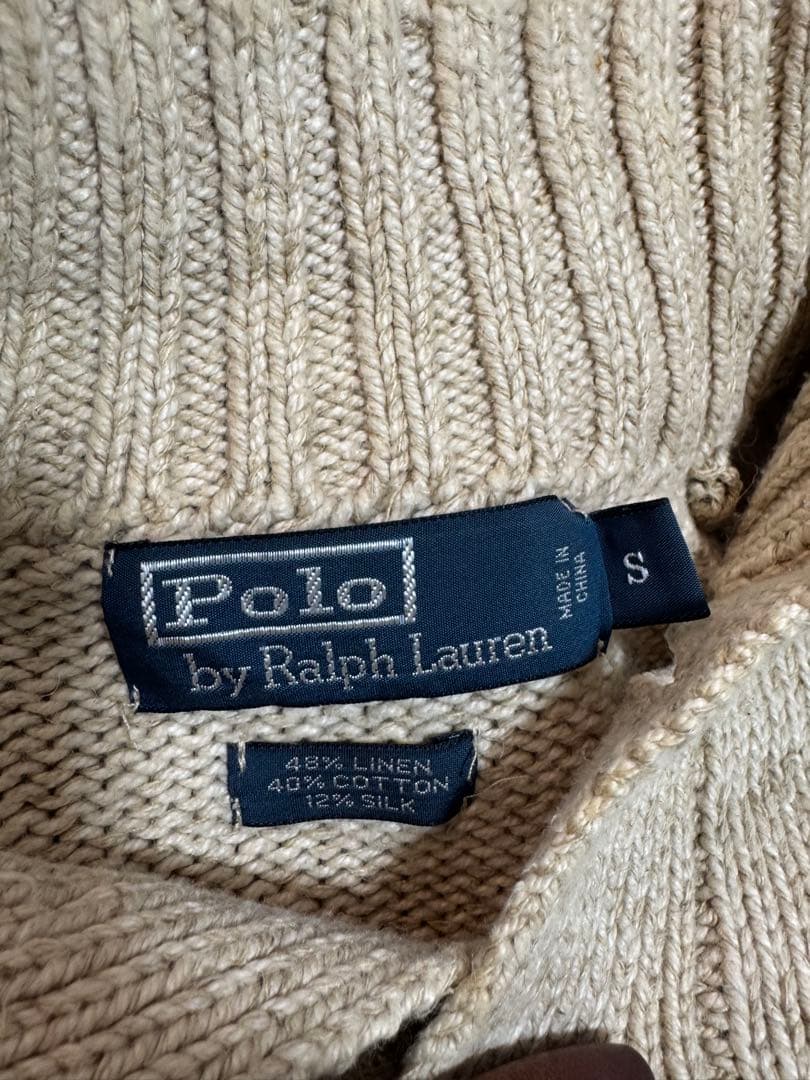 Polo
by Ralph Lauren
MADE IN
CHINA
S
48% LINEN
40% COTTON
12% SILK